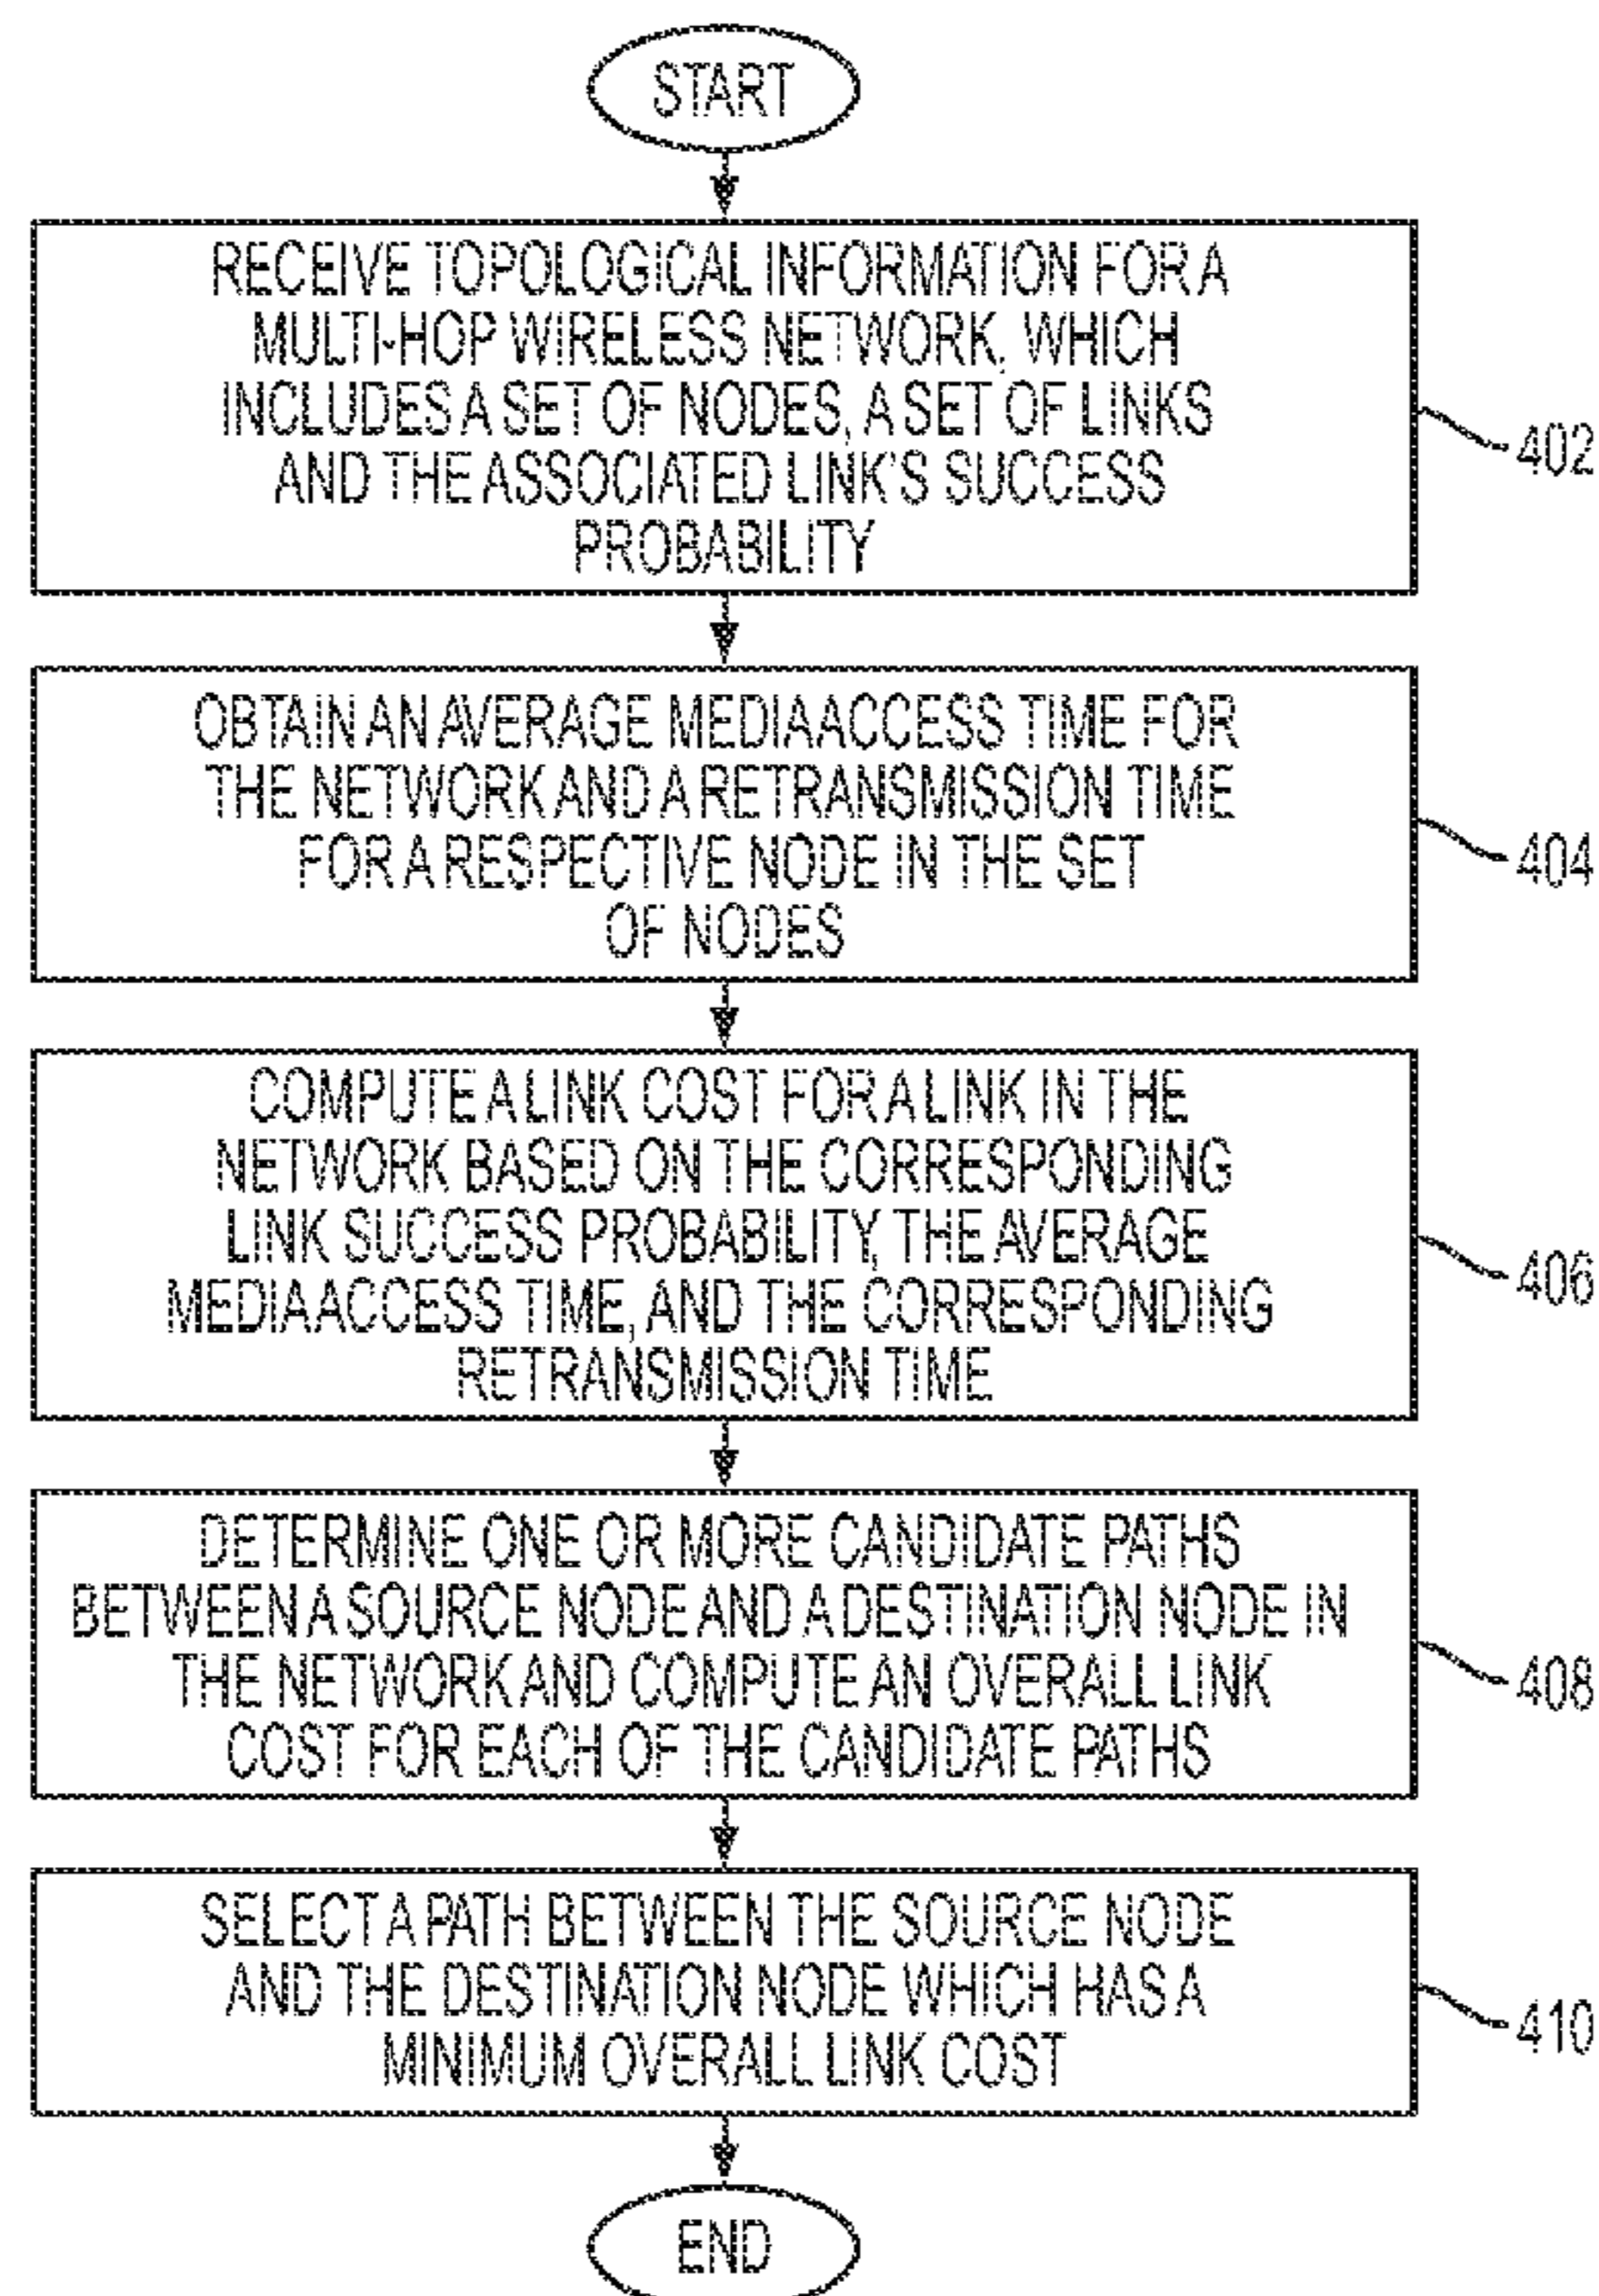 START
RECEIVE TOPOLOGICAL INFORMATION FOR A
MULTI-HOP WIRELESS NETWORK, WHICH
INCLUDES A SET OF NODES, A SET OF LINKS
AND THE ASSOCIATED LINK'S SUCCESS
PROBABILITY
402
OBTAIN AN AVERAGE MEDIA ACCESS TIME FOR
THE NETWORK AND A RETRANSMISSION TIME
FOR A RESPECTIVE NODE IN THE SET
OF NODES
404
COMPUTE A LINK COST FOR A LINK IN THE
NETWORK BASED ON THE CORRESPONDING
LINK SUCCESS PROBABILITY, THE AVERAGE
MEDIA ACCESS TIME, AND THE CORRESPONDING
RETRANSMISSION TIME
406
DETERMINE ONE OR MORE CANDIDATE PATHS
BETWEEN A SOURCE NODE AND A DESTINATION NODE IN
THE NETWORK AND COMPUTE AN OVERALL LINK
COST FOR EACH OF THE CANDIDATE PATHS
408
SELECT A PATH BETWEEN THE SOURCE NODE
AND THE DESTINATION NODE WHICH HAS A
MINIMUM OVERALL LINK COST
410
END